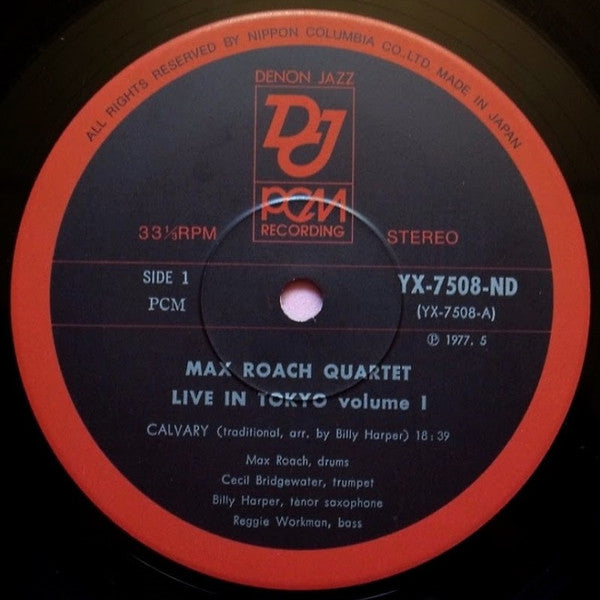 ALL RIGHTS RESERVED BY NIPPON COLUMBIA CO., LTD. MADE IN JAPAN
DENON JAZZ
DJ
PCM
RECORDING
33⅓RPM
STEREO
SIDE 1
PCM
YX-7508-ND
(YX-7508-A)
℗ 1977. 5
MAX ROACH QUARTET
LIVE IN TOKYO volume I
CALVARY (traditional, arr. by Billy Harper) 18:39
Max Roach, drums
Cecil Bridgewater, trumpet
Billy Harper, tenor saxophone
Reggie Workman, bass